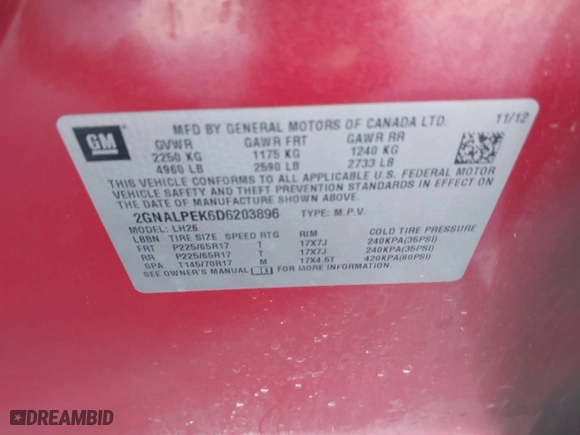 GM
MFD BY GENERAL MOTORS OF CANADA LTD. 11/12
GVWR GAWR FRT GAWR RR
2250 KG 1175 KG 1240 KG
4960 LB 2590 LB 2733 LB
THIS VEHICLE CONFORMS TO ALL APPLICABLE U.S. FEDERAL MOTOR
VEHICLE SAFETY AND THEFT PREVENTION STANDARDS IN EFFECT ON
THE DATE OF MANUFACTURE SHOWN ABOVE.
2GNALPEK6D6203896 TYPE: M.P.V.
MODEL: LH26
LBBN TIRE SIZE SPEED RTG RIM COLD TIRE PRESSURE
FRT P225/65R17 T 17X7J 240KPA(35PSI)
RR P225/65R17 T 17X7J 240KPA(35PSI)
SPA T145/70R17 M 17X4.5T 420KPA(60PSI)
SEE OWNER'S MANUAL FOR MORE INFORMATION.
DREAMBID